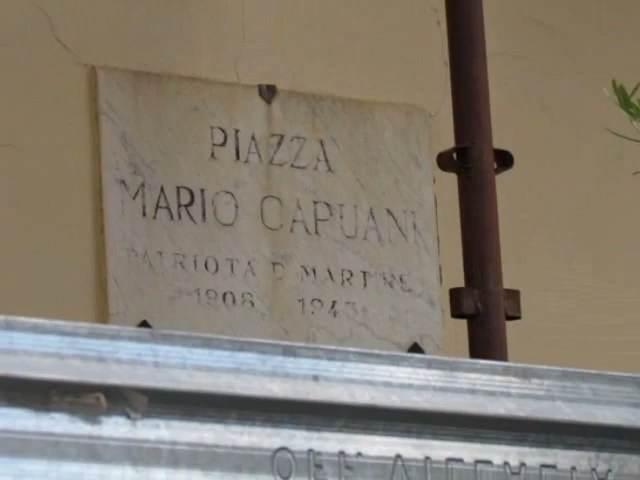 PIAZZA
MARIO CAPUANI
PATRIOTA E MARTIRE
1908 1943